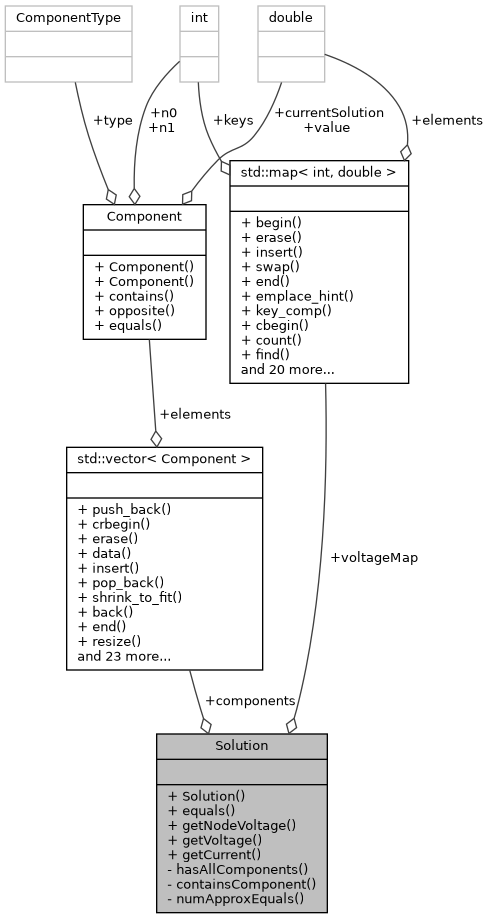 ComponentType
int
double
+type
+n0
+n1
+keys
+currentSolution
+value
+elements
std::map< int, double >
+ begin()
+ erase()
+ insert()
+ swap()
+ end()
+ emplace_hint()
+ key_comp()
+ cbegin()
+ count()
+ find()
and 20 more...
Component
+ Component()
+ Component()
+ contains()
+ opposite()
+ equals()
+elements
std::vector< Component >
+ push_back()
+ crbegin()
+ erase()
+ data()
+ insert()
+ pop_back()
+ shrink_to_fit()
+ back()
+ end()
+ resize()
and 23 more...
+voltageMap
+components
Solution
+ Solution()
+ equals()
+ getNodeVoltage()
+ getVoltage()
+ getCurrent()
- hasAllComponents()
- containsComponent()
- numApproxEquals()